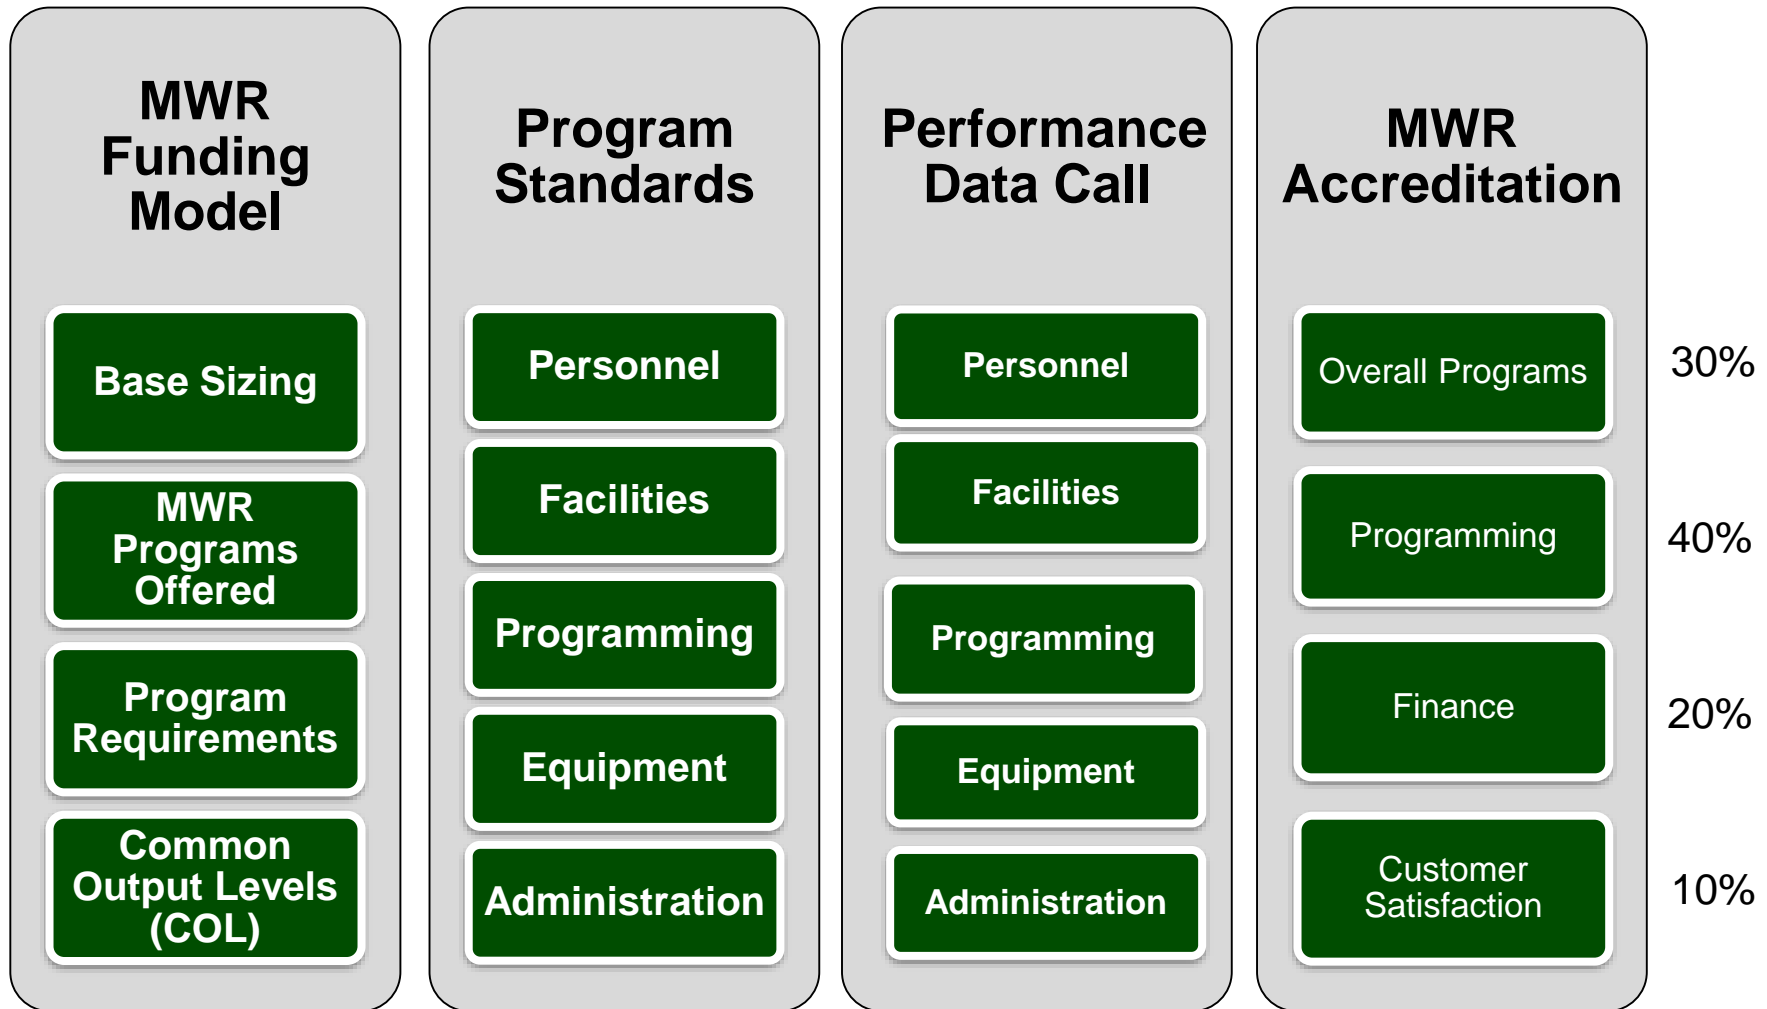 MWR
Funding
Model
Base Sizing
MWR
Programs
Offered
Program
Requirements
Common
Output Levels
(COL)
Program
Standards
Personnel
Facilities
Programming
Equipment
Administration
Performance
Data Call
Personnel
Facilities
Programming
Equipment
Administration
MWR
Accreditation
Overall Programs
30%
Programming
40%
Finance
20%
Customer
Satisfaction
10%